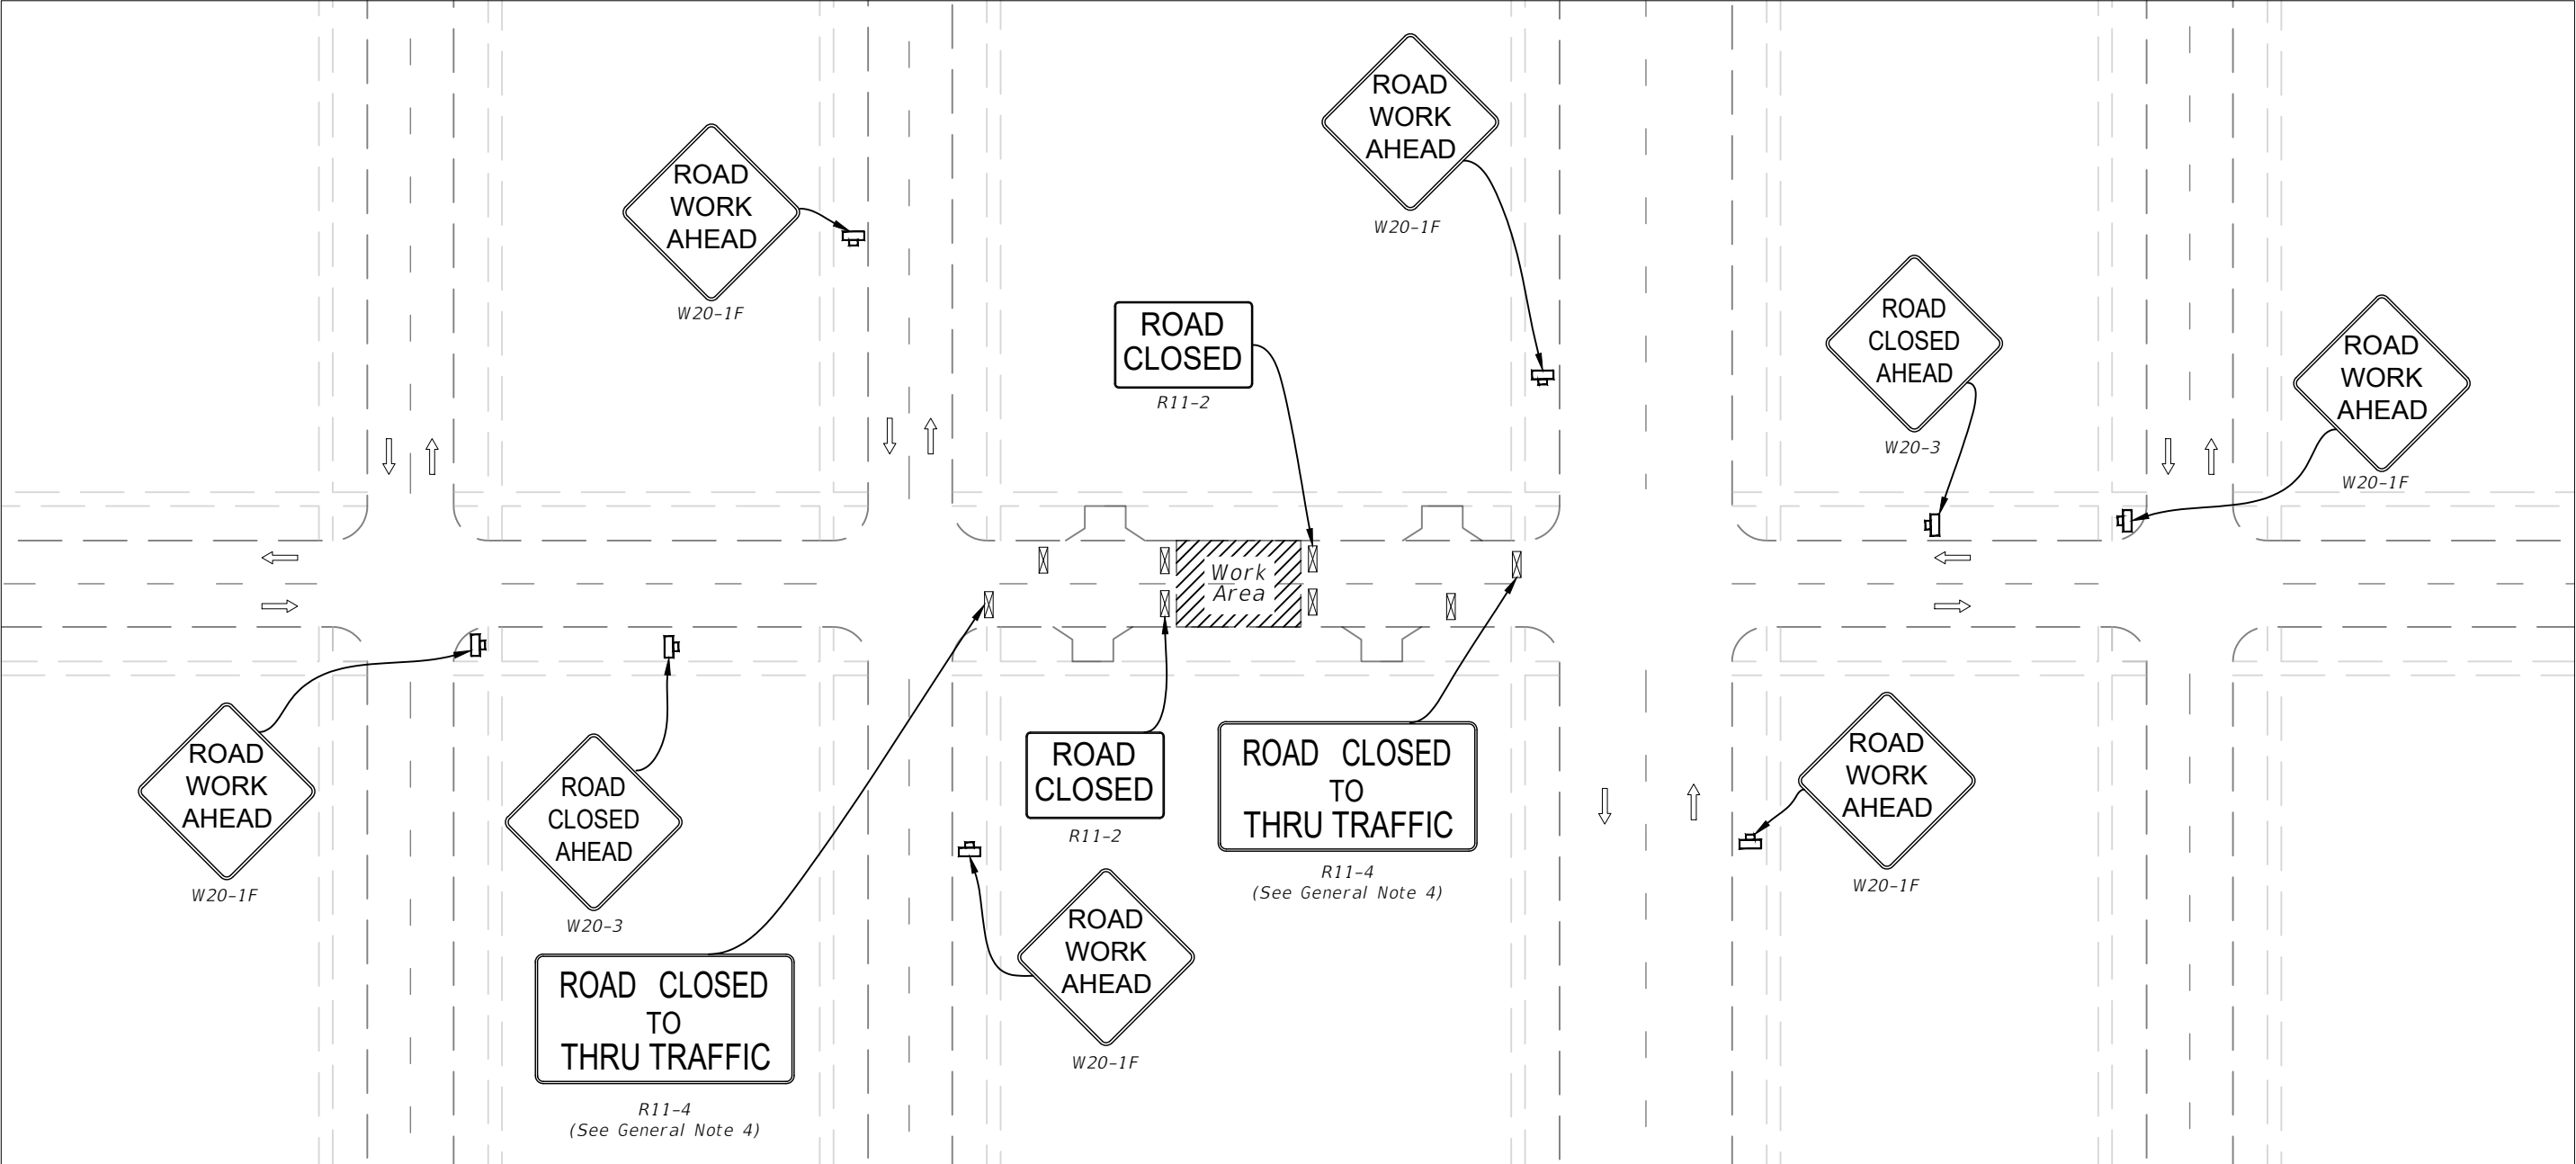 ROAD
WORK
AHEAD
W20-1F
ROAD
WORK
AHEAD
W20-1F
ROAD
CLOSED
R11-2
ROAD
CLOSED
AHEAD
W20-3
ROAD
WORK
AHEAD
W20-1F
Work
Area
ROAD
WORK
AHEAD
W20-1F
ROAD
CLOSED
AHEAD
W20-3
ROAD CLOSED
TO
THRU TRAFFIC
R11-4
(See General Note 4)
ROAD
CLOSED
R11-2
ROAD
WORK
AHEAD
W20-1F
ROAD CLOSED
TO
THRU TRAFFIC
R11-4
(See General Note 4)
ROAD
WORK
AHEAD
W20-1F